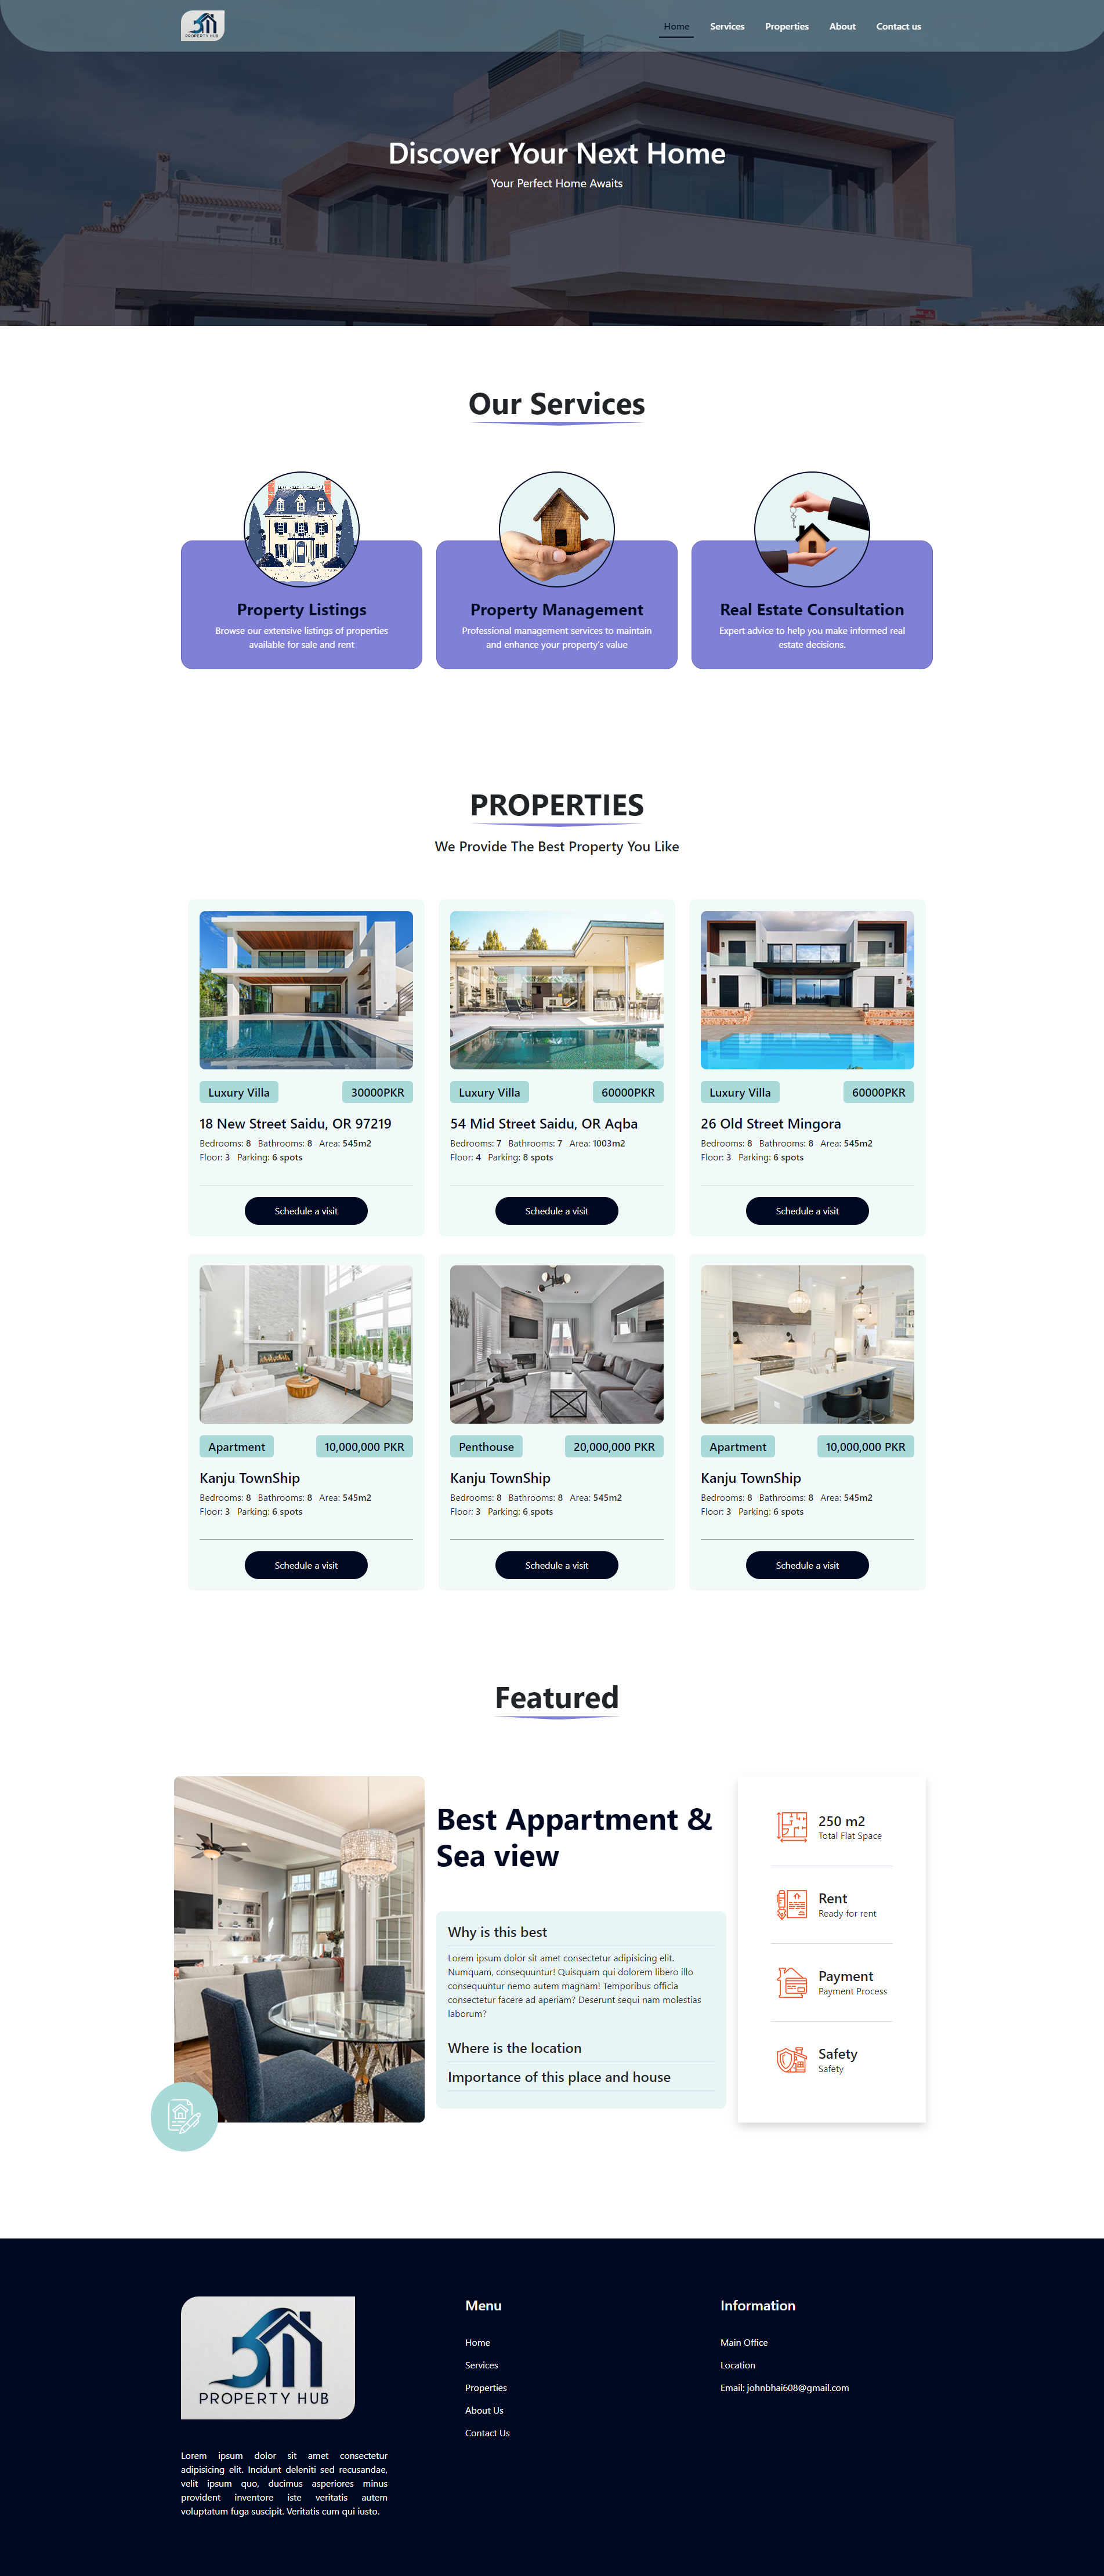 PROPERTY HUB
Home Services Properties About Contact us
Discover Your Next Home
Your Perfect Home Awaits
Our Services
Property Listings
Browse our extensive listings of properties
available for sale and rent
Property Management
Professional management services to maintain
and enhance your property's value
Real Estate Consultation
Expert advice to help you make informed real
estate decisions.
PROPERTIES
We Provide The Best Property You Like
Luxury Villa 30000PKR
18 New Street Saidu, OR 97219
Bedrooms: 8 Bathrooms: 8 Area: 545m2
Floor: 3 Parking: 6 spots
Schedule a visit
Luxury Villa 60000PKR
54 Mid Street Saidu, OR Aqba
Bedrooms: 7 Bathrooms: 7 Area: 1003m2
Floor: 4 Parking: 8 spots
Schedule a visit
Luxury Villa 60000PKR
26 Old Street Mingora
Bedrooms: 8 Bathrooms: 8 Area: 545m2
Floor: 3 Parking: 6 spots
Schedule a visit
Apartment 10,000,000 PKR
Kanju TownShip
Bedrooms: 8 Bathrooms: 8 Area: 545m2
Floor: 3 Parking: 6 spots
Schedule a visit
Penthouse 20,000,000 PKR
Kanju TownShip
Bedrooms: 8 Bathrooms: 8 Area: 545m2
Floor: 3 Parking: 6 spots
Schedule a visit
Apartment 10,000,000 PKR
Kanju TownShip
Bedrooms: 8 Bathrooms: 8 Area: 545m2
Floor: 3 Parking: 6 spots
Schedule a visit
Featured
Best Appartment &
Sea view
Why is this best
Lorem ipsum dolor sit amet consectetur adipisicing elit.
Numquam, consequuntur! Quisquam qui dolorem libero illo
consequuntur nemo autem magnam! Temporibus officia
consectetur facere ad aperiam? Deserunt sequi nam molestias
laborum?
Where is the location
Importance of this place and house
250 m2
Total Flat Space
Rent
Ready for rent
Payment
Payment Process
Safety
Safety
PROPERTY HUB
Lorem ipsum dolor sit amet consectetur
adipisicing elit. Incidunt deleniti sed recusandae,
velit ipsum quo, ducimus asperiores minus
provident inventore iste veritatis autem
voluptatum fuga suscipit. Veritatis cum qui iusto.
Menu
Home
Services
Properties
About Us
Contact Us
Information
Main Office
Location
Email: johnbhai608@gmail.com